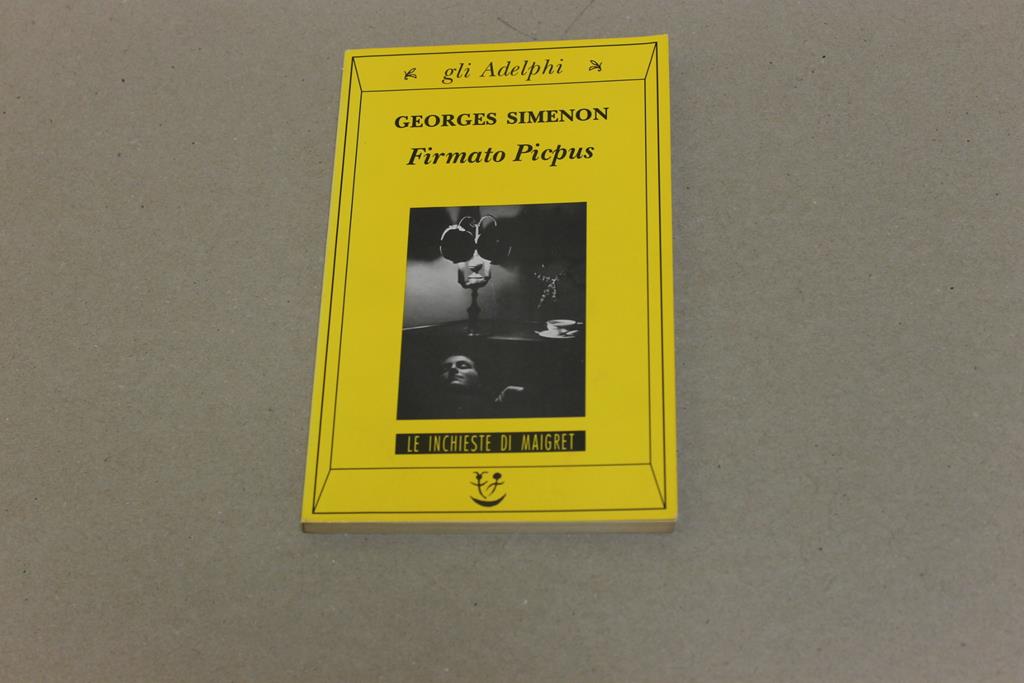 gli Adelphi
GEORGES SIMENON
Firmato Picpus
LE INCHIESTE DI MAIGRET